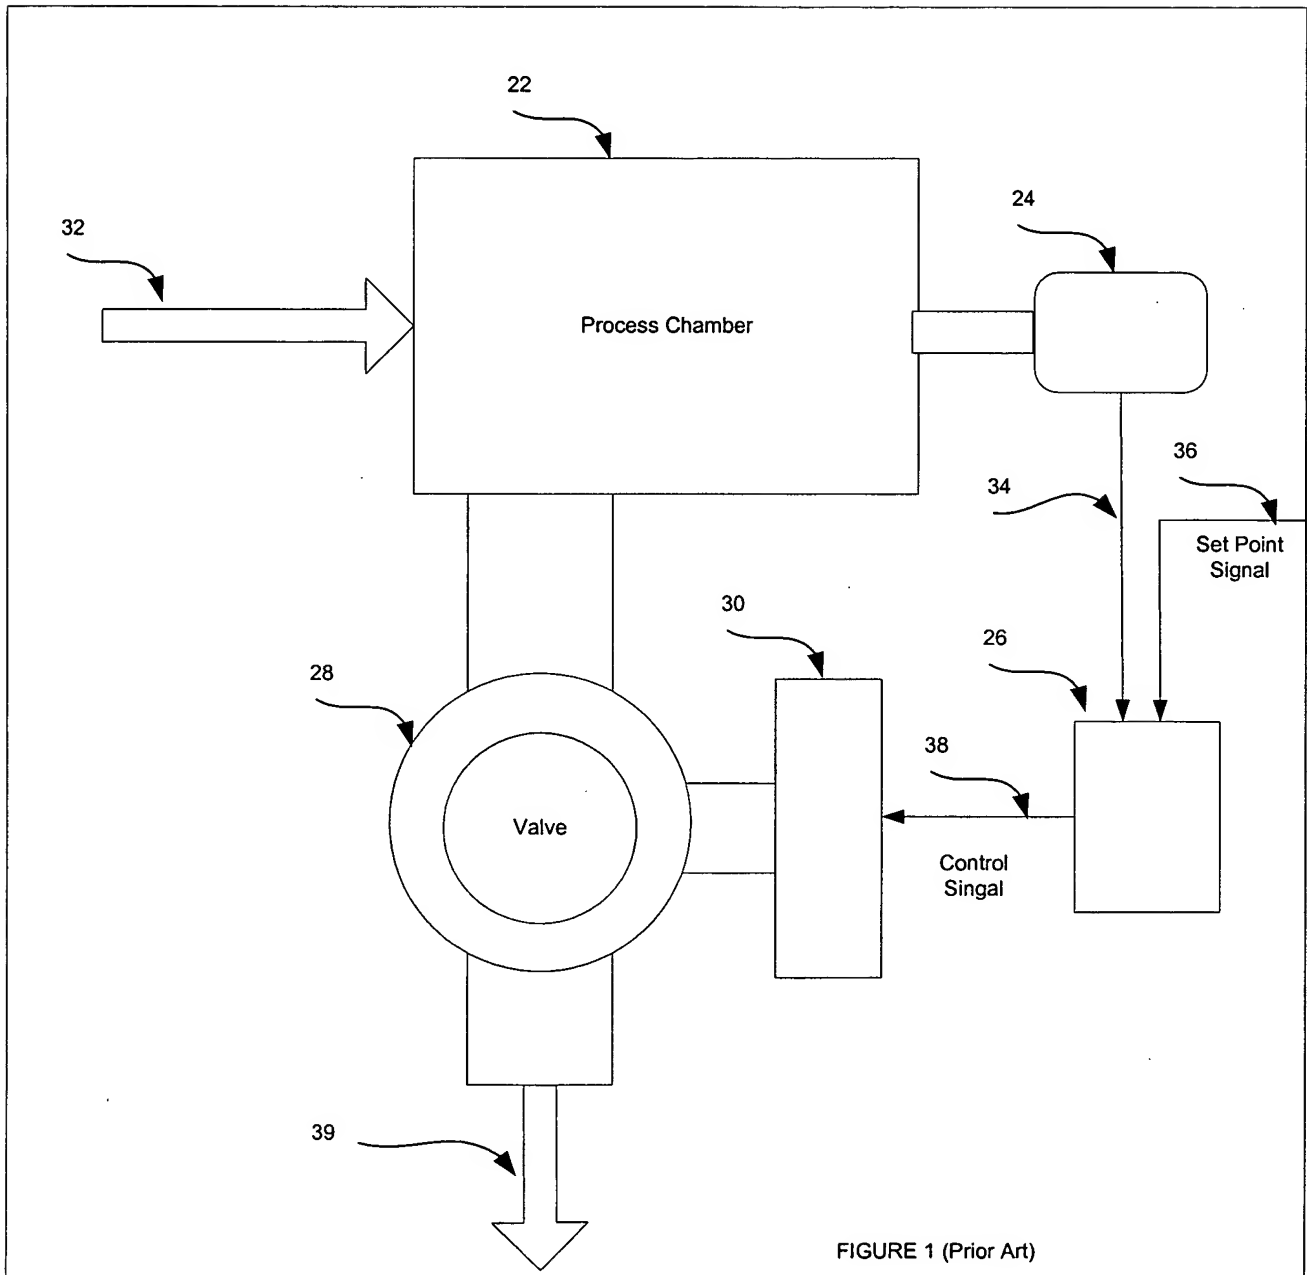 22
24
32
Process Chamber
36
34
Set Point
Signal
30
26
28
38
Valve
Control
Singal
39
FIGURE 1 (Prior Art)